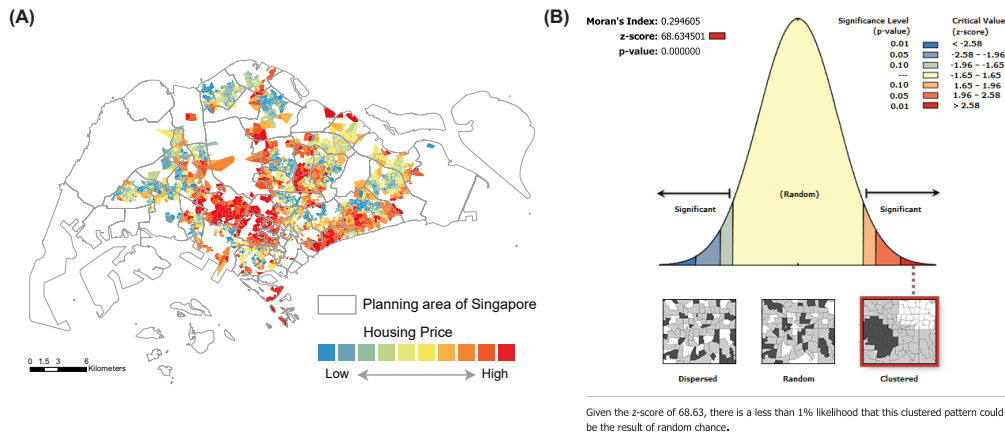 (A)
Planning area of Singapore
Housing Price
Low High
0 1.5 3 6
Kilometers
(B)
Moran's Index: 0.294605
z-score: 68.634501
p-value: 0.000000
Significance Level
(p-value)
Critical Value
(z-score)
0.01 < -2.58
0.05 -2.58 - -1.96
0.10 -1.96 - -1.65
--- -1.65 - 1.65
0.10 1.65 - 1.96
0.05 1.96 - 2.58
0.01 > 2.58
(Random)
Significant Significant
Dispersed Random Clustered
Given the z-score of 68.63, there is a less than 1% likelihood that this clustered pattern could
be the result of random chance.